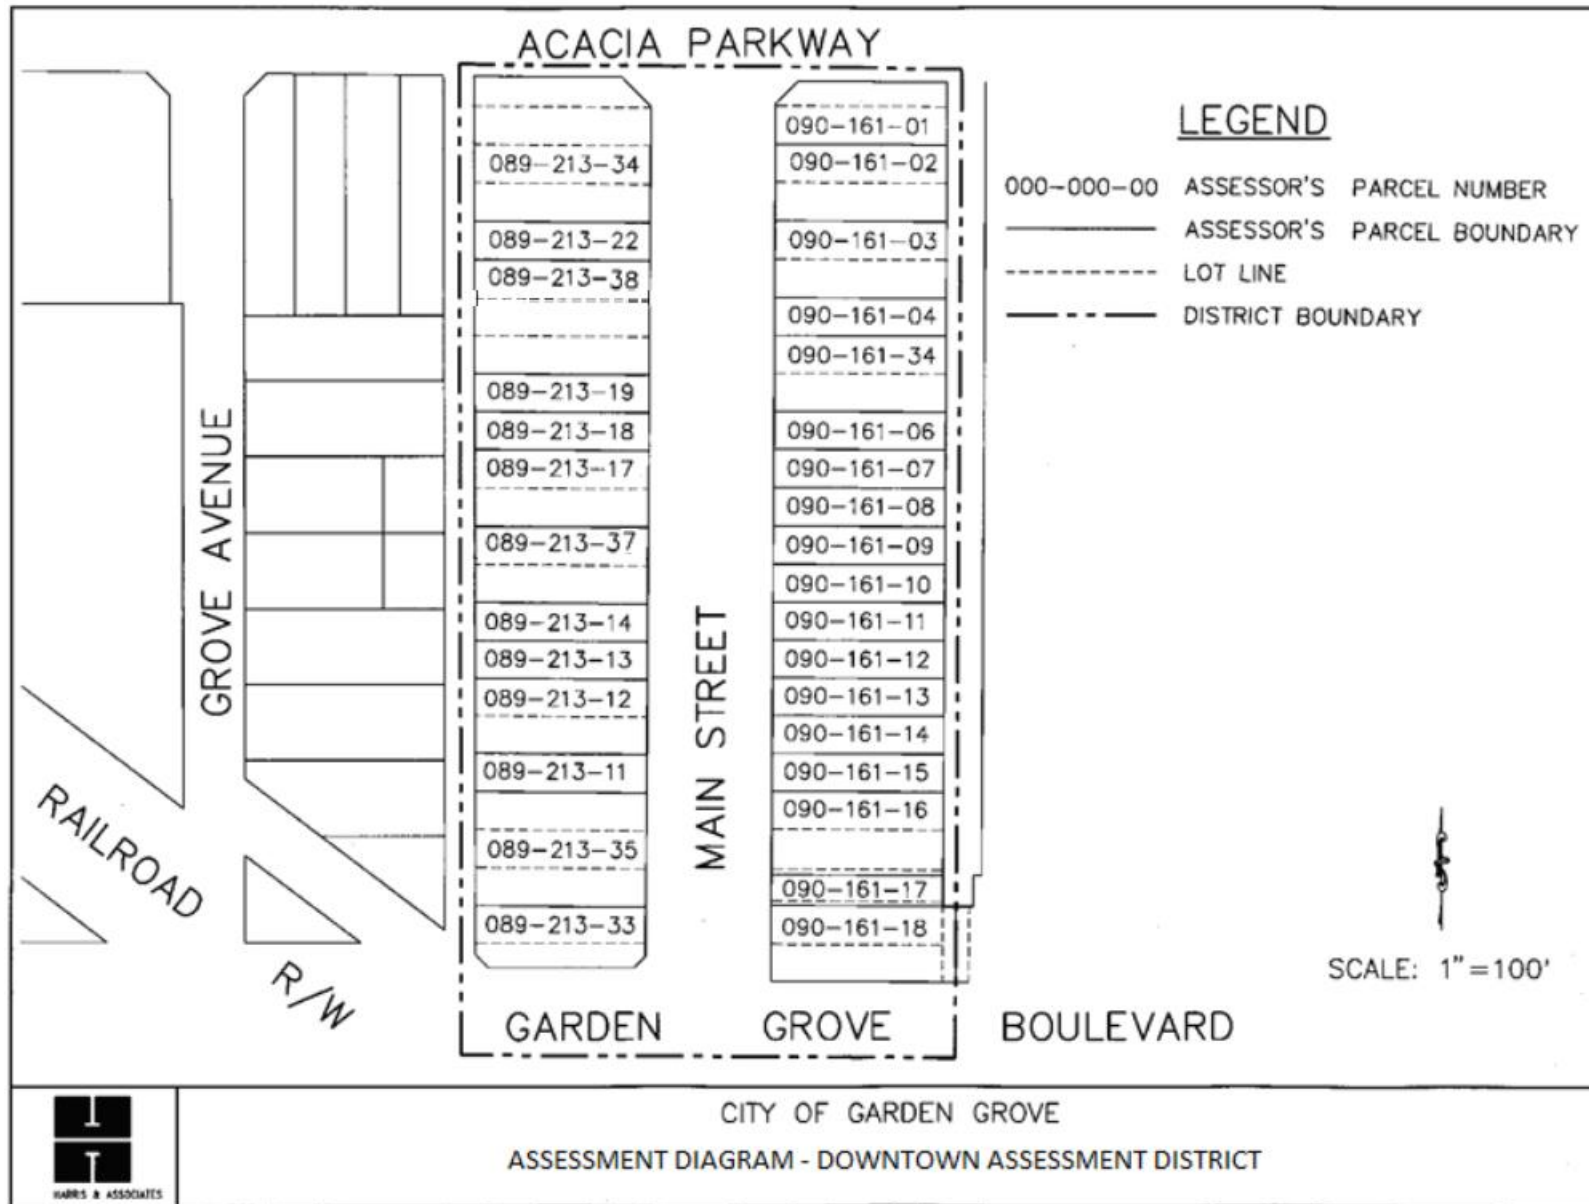 ACACIA PARKWAY
LEGEND
000-000-00 ASSESSOR'S PARCEL NUMBER
ASSESSOR'S PARCEL BOUNDARY
LOT LINE
DISTRICT BOUNDARY
089-213-34
089-213-22
089-213-38
089-213-19
089-213-18
089-213-17
089-213-37
089-213-14
089-213-13
089-213-12
089-213-11
089-213-35
089-213-33
090-161-01
090-161-02
090-161-03
090-161-04
090-161-34
090-161-06
090-161-07
090-161-08
090-161-09
090-161-10
090-161-11
090-161-12
090-161-13
090-161-14
090-161-15
090-161-16
090-161-17
090-161-18
GROVE AVENUE
MAIN STREET
RAILROAD
R/W
SCALE: 1"=100'
GARDEN GROVE BOULEVARD
CITY OF GARDEN GROVE
ASSESSMENT DIAGRAM - DOWNTOWN ASSESSMENT DISTRICT
HARRIS & ASSOCIATES